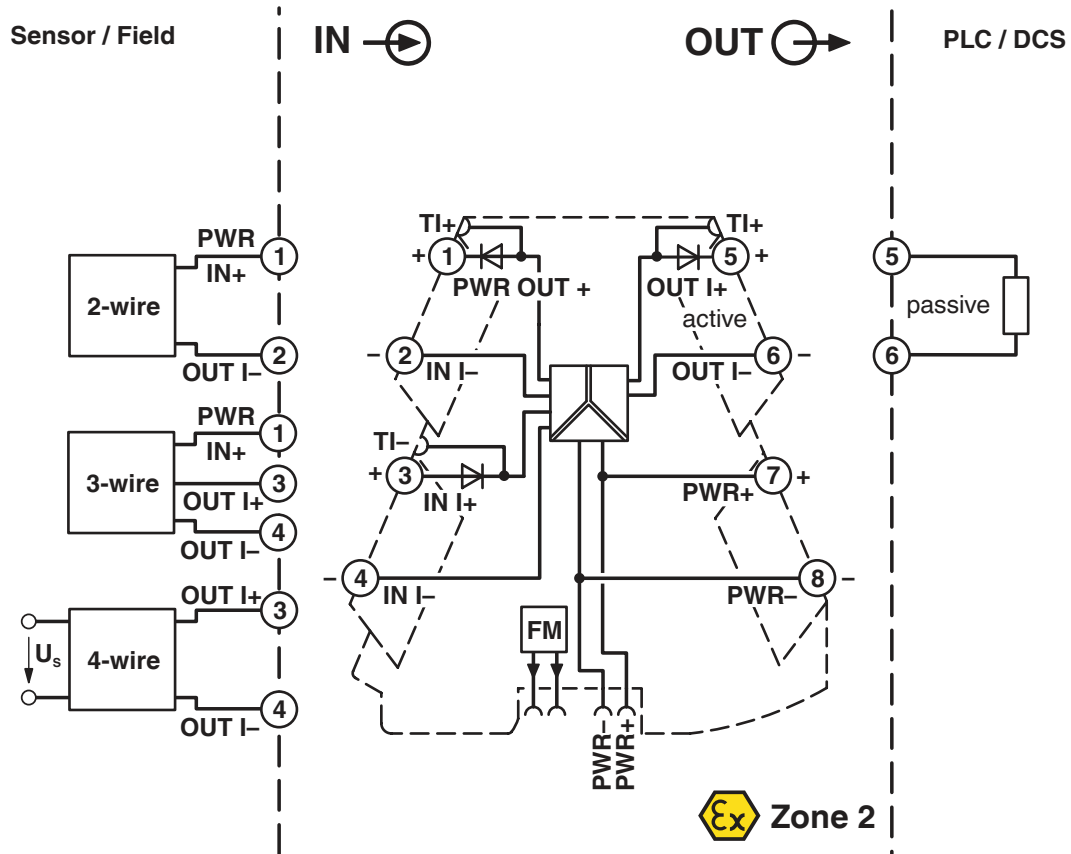 Sensor / Field
IN
OUT
PLC / DCS
PWR
1
IN+
2-wire
2
OUT I–
PWR
1
IN+
3-wire
3
OUT I+
4
OUT I–
OUT I+
3
Us
4-wire
4
OUT I–
TI+
+
1
PWR OUT +
–
2
IN I–
TI–
+
3
IN I+
–
4
IN I–
FM
PWR–
PWR+
TI+
5
+
OUT I+
active
6
–
OUT I–
7
+
PWR+
8
–
PWR–
5
passive
6
Ex Zone 2